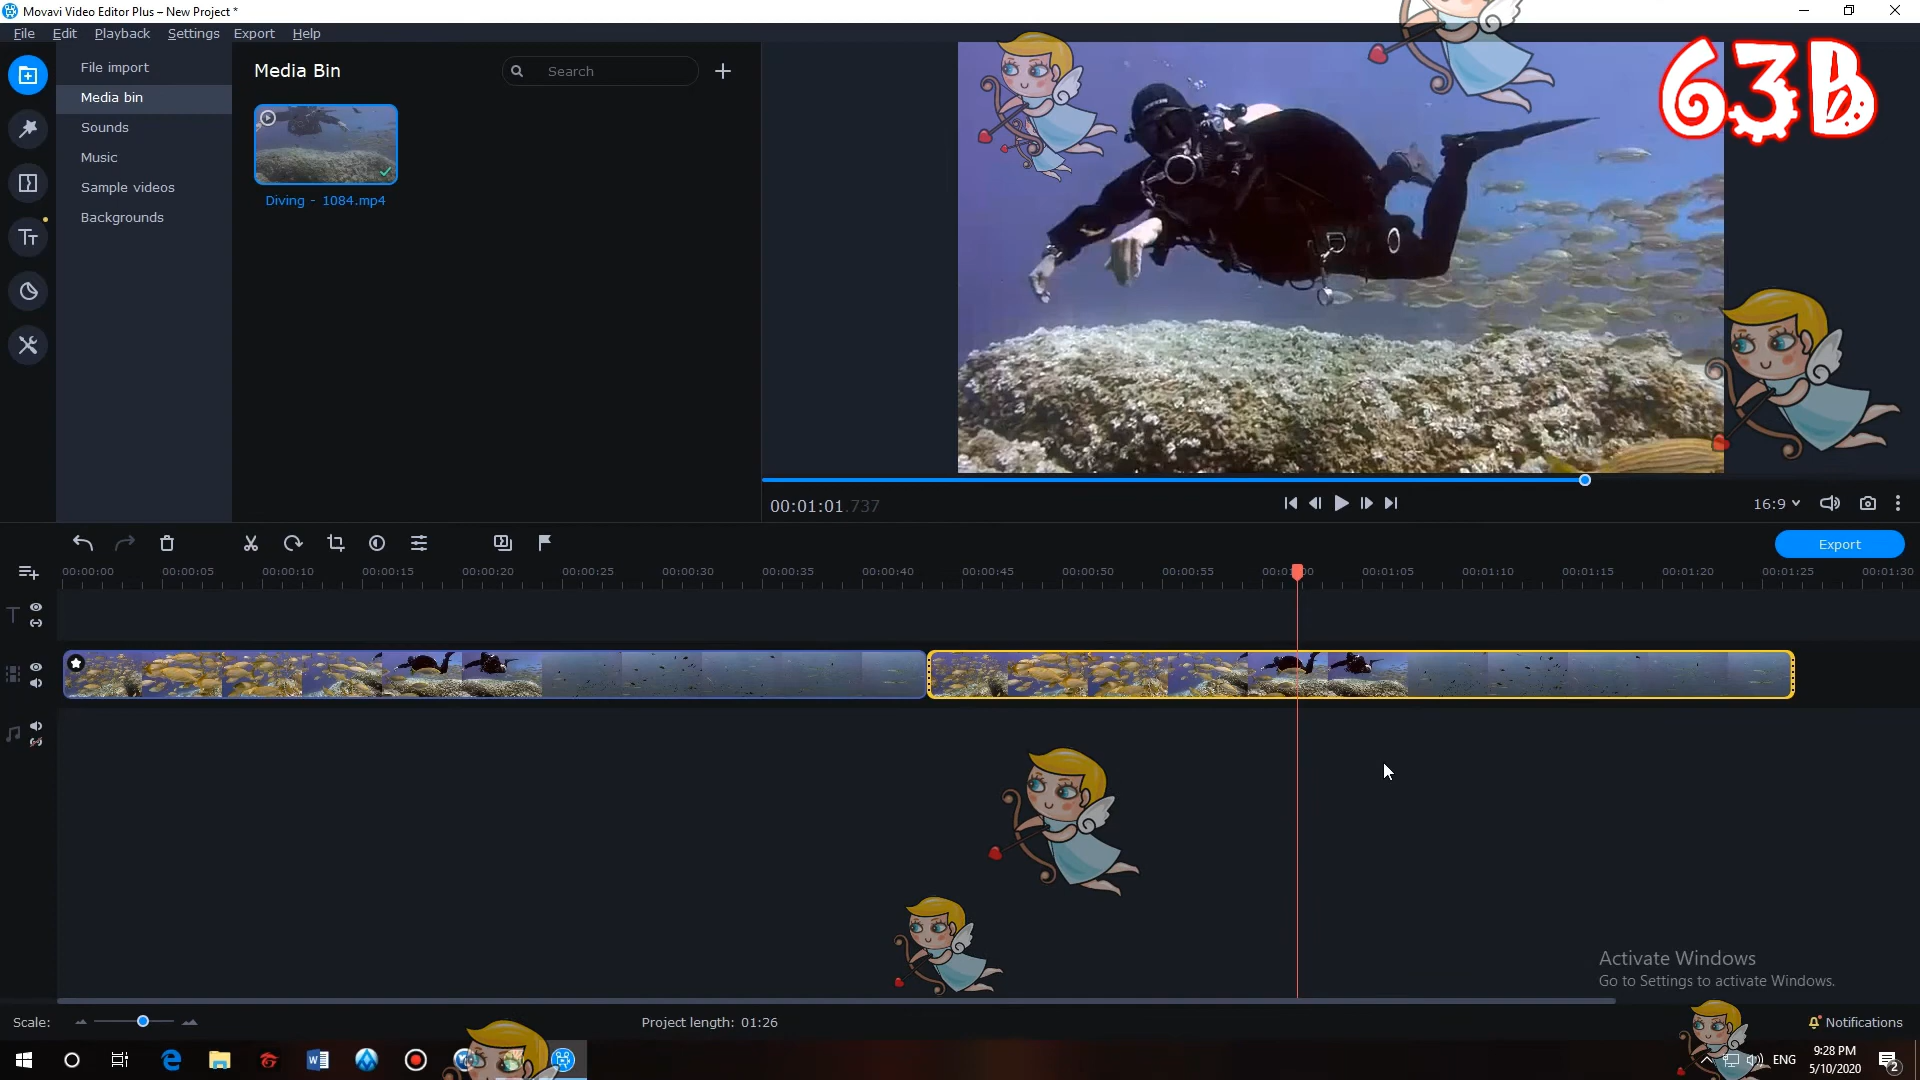 Movavi Video Editor Plus – New Project *
File Edit Playback Settings Export Help
File import
Media bin
Sounds
Music
Sample videos
Backgrounds
Media Bin
Search
Diving - 1084.mp4
63B
00:01:01.737
16:9
Export
00:00:00 00:00:05 00:00:10 00:00:15 00:00:20 00:00:25 00:00:30 00:00:35 00:00:40 00:00:45 00:00:50 00:00:55 00:01:00 00:01:05 00:01:10 00:01:15 00:01:20 00:01:25 00:01:30
Activate Windows
Go to Settings to activate Windows.
Scale:
Project length: 01:26
Notifications
ENG
9:28 PM
5/10/2020
2